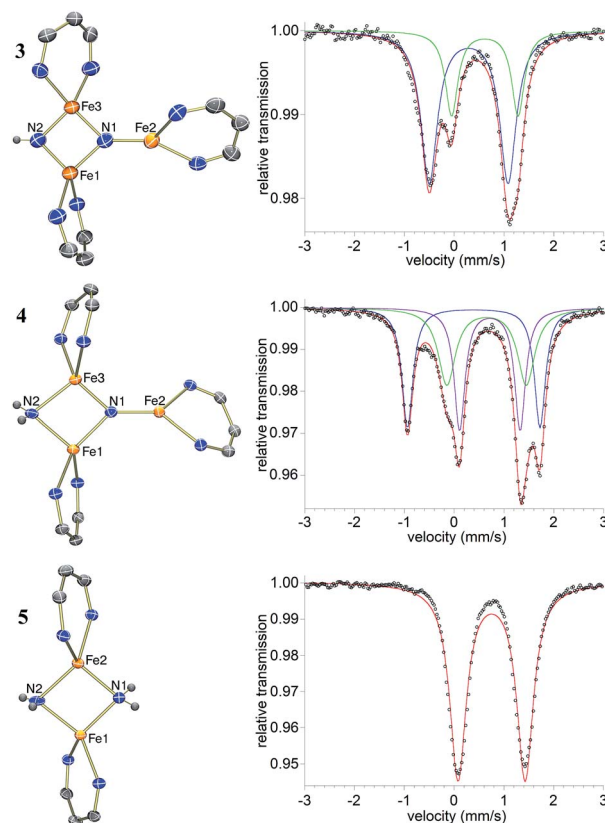 3
Fe3
N2
N1
Fe2
Fe1
relative transmission
1.00
0.99
0.98
-3 -2 -1 0 1 2 3
velocity (mm/s)
4
Fe3
N2
N1
Fe2
Fe1
relative transmission
1.00
0.99
0.98
0.97
0.96
-3 -2 -1 0 1 2 3
velocity (mm/s)
5
Fe2
N2
N1
Fe1
relative transmission
1.00
0.99
0.98
0.97
0.96
0.95
-3 -2 -1 0 1 2 3
velocity (mm/s)